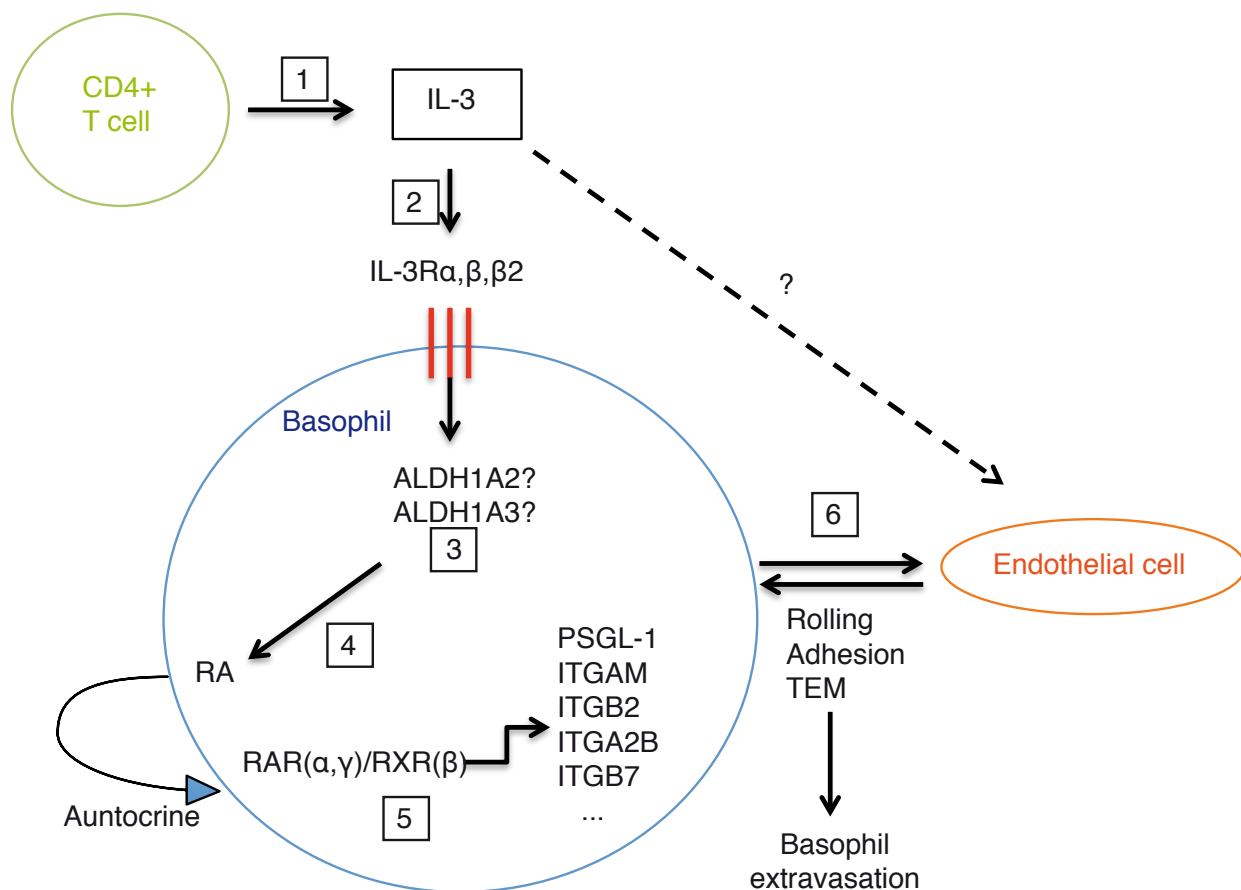 CD4+
T cell
1
IL-3
2
IL-3Rα,β,β2
?
Basophil
ALDH1A2?
ALDH1A3?
3
4
RA
Auntocrine
RAR(α,γ)/RXR(β)
5
PSGL-1
ITGAM
ITGB2
ITGA2B
ITGB7
...
6
Endothelial cell
Rolling
Adhesion
TEM
Basophil
extravasation